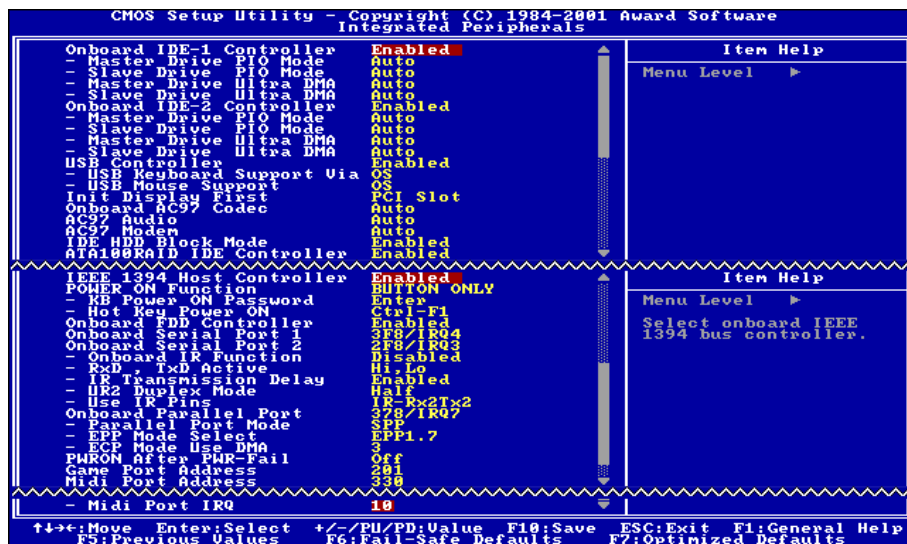 CMOS Setup Utility - Copyright (C) 1984-2001 Award Software
Integrated Peripherals
Onboard IDE-1 Controller Enabled
- Master Drive PIO Mode Auto
- Slave Drive PIO Mode Auto
- Master Drive Ultra DMA Auto
- Slave Drive Ultra DMA Auto
Onboard IDE-2 Controller Enabled
- Master Drive PIO Mode Auto
- Slave Drive PIO Mode Auto
- Master Drive Ultra DMA Auto
- Slave Drive Ultra DMA Auto
USB Controller Enabled
- USB Keyboard Support Via OS
- USB Mouse Support OS
Init Display First PCI Slot
Onboard AC97 Codec Auto
AC97 Audio Auto
AC97 Modem Auto
IDE HDD Block Mode Enabled
ATA100RAID IDE Controller Enabled
Item Help
Menu Level ▶
IEEE 1394 Host Controller Enabled
POWER ON Function BUTTON ONLY
- KB Power ON Password Enter
- Hot Key Power ON Ctrl-F1
Onboard FDD Controller Enabled
Onboard Serial Port 1 3F8/IRQ4
Onboard Serial Port 2 2F8/IRQ3
- Onboard IR Function Disabled
- RxD , TxD Active Hi,Lo
- IR Transmission Delay Enabled
- UR2 Duplex Mode Half
- Use IR Pins IR-Rx2Tx2
Onboard Parallel Port 378/IRQ7
- Parallel Port Mode SPP
- EPP Mode Select EPP1.7
- ECP Mode Use DMA 3
PWRON After PWR-Fail Off
Game Port Address 201
Midi Port Address 330
Item Help
Menu Level ▶
Select onboard IEEE
1394 bus controller.
- Midi Port IRQ 10
↑↓→←:Move Enter:Select +/-/PU/PD:Value F10:Save ESC:Exit F1:General Help
F5:Previous Values F6:Fail-Safe Defaults F7:Optimized Defaults